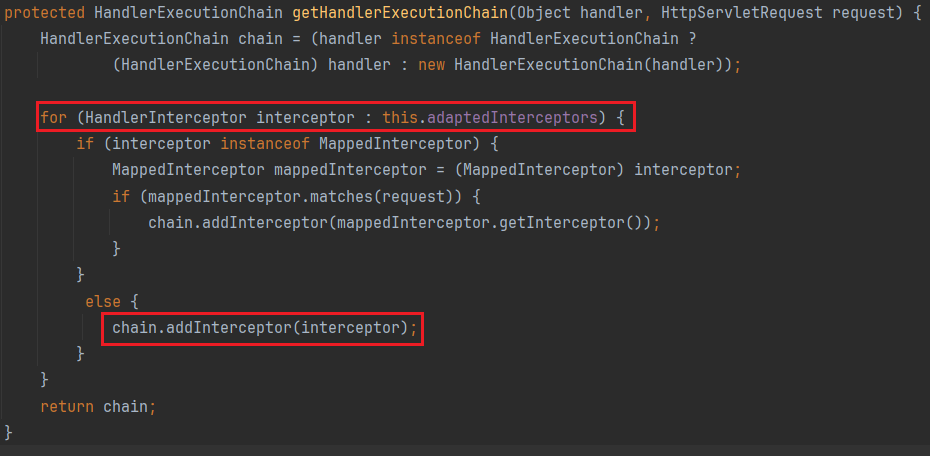 protected HandlerExecutionChain getHandlerExecutionChain(Object handler, HttpServletRequest request) {
    HandlerExecutionChain chain = (handler instanceof HandlerExecutionChain ?
            (HandlerExecutionChain) handler : new HandlerExecutionChain(handler));

    for (HandlerInterceptor interceptor : this.adaptedInterceptors) {
        if (interceptor instanceof MappedInterceptor) {
            MappedInterceptor mappedInterceptor = (MappedInterceptor) interceptor;
            if (mappedInterceptor.matches(request)) {
                chain.addInterceptor(mappedInterceptor.getInterceptor());
            }
        }
         else {
            chain.addInterceptor(interceptor);
        }
    }
    return chain;
}